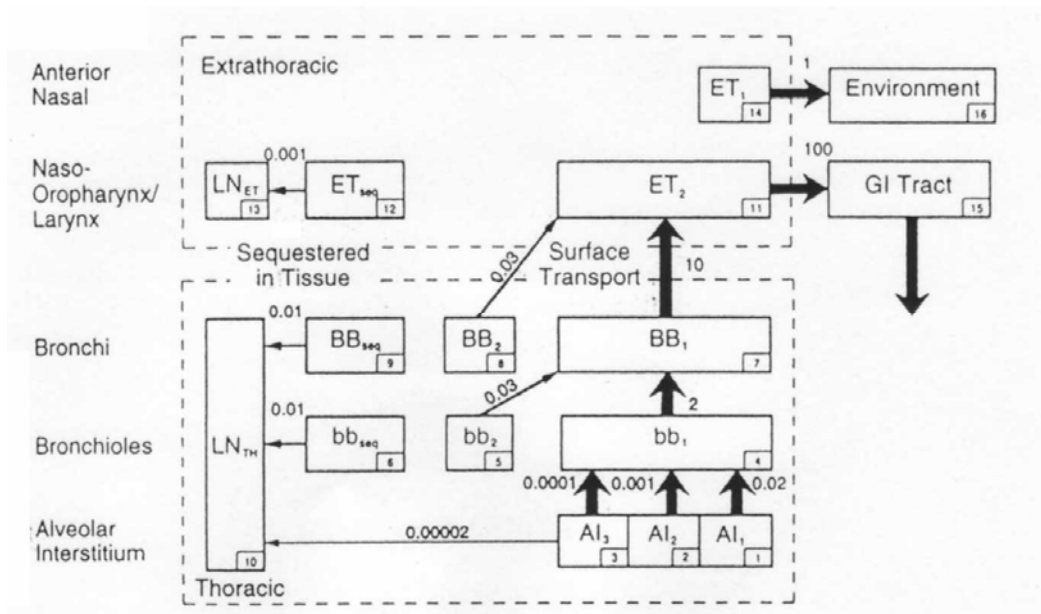 Anterior
Nasal
Extrathoracic
ET1
14
1
Environment
16
Naso-
Oropharynx/
Larynx
LNET
13
0.001
ETseq
12
ET2
11
100
GI Tract
15
Sequestered
in Tissue
0.03
Surface
Transport
10
Bronchi
0.01
BBseq
9
BB2
8
BB1
7
0.03
2
Bronchioles
LNTH
0.01
bbseq
6
bb2
5
bb1
4
0.0001
0.001
0.02
Alveolar
Interstitium
0.00002
AI3
3
AI2
2
AI1
1
10
Thoracic